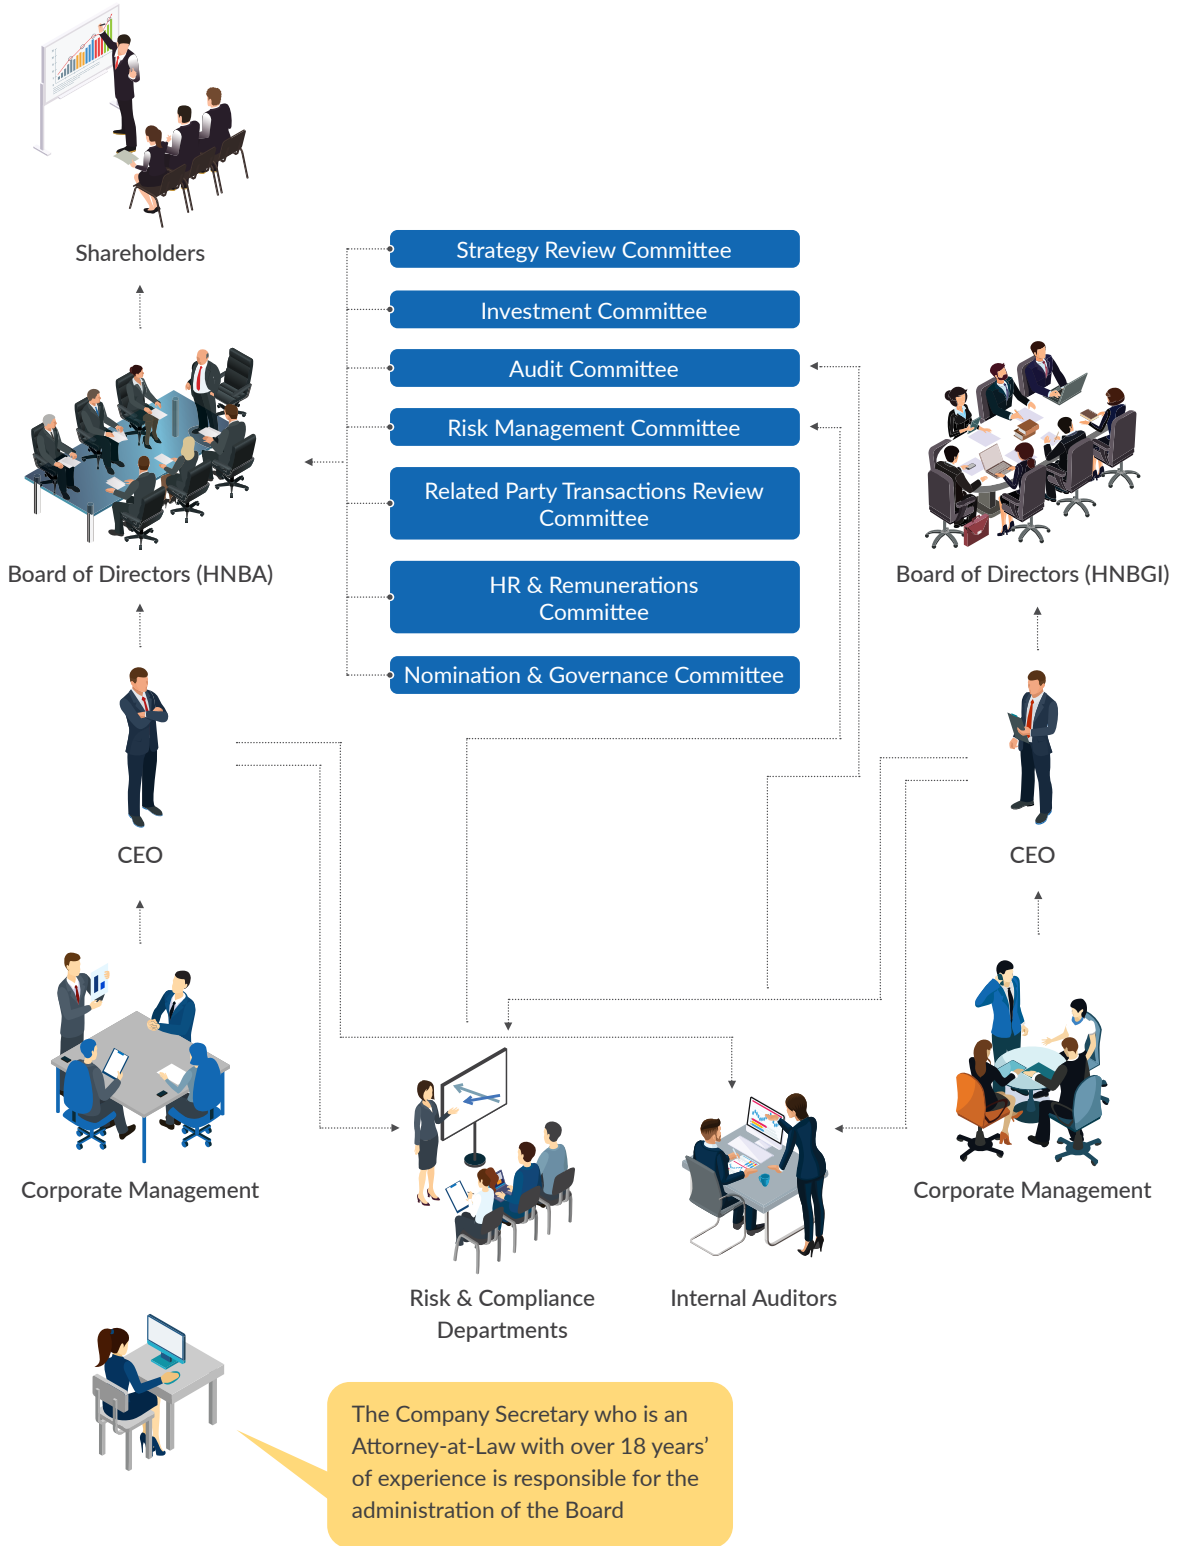 Shareholders
Strategy Review Committee
Investment Committee
Audit Committee
Risk Management Committee
Related Party Transactions Review
Committee
HR & Remunerations
Committee
Nomination & Governance Committee
Board of Directors (HNBA)
Board of Directors (HNBGI)
CEO
CEO
Corporate Management
Corporate Management
Risk & Compliance
Departments
Internal Auditors
The Company Secretary who is an
Attorney-at-Law with over 18 years’
of experience is responsible for the
administration of the Board